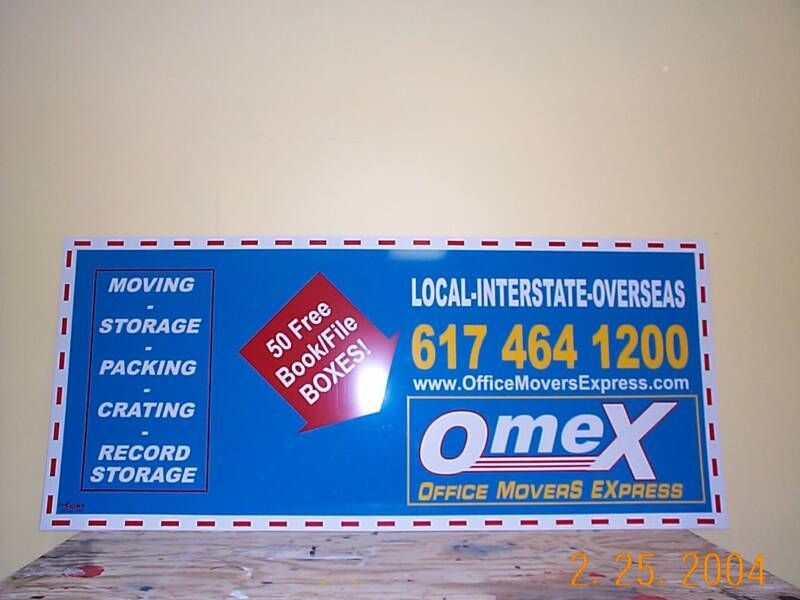 MOVING
-
STORAGE
-
PACKING
-
CRATING
-
RECORD
STORAGE
50 Free
Book/File
BOXES!
LOCAL-INTERSTATE-OVERSEAS
617 464 1200
www.OfficeMoversExpress.com
OmeX
OFFICE MOVERS EXPRESS
2. 25. 2004